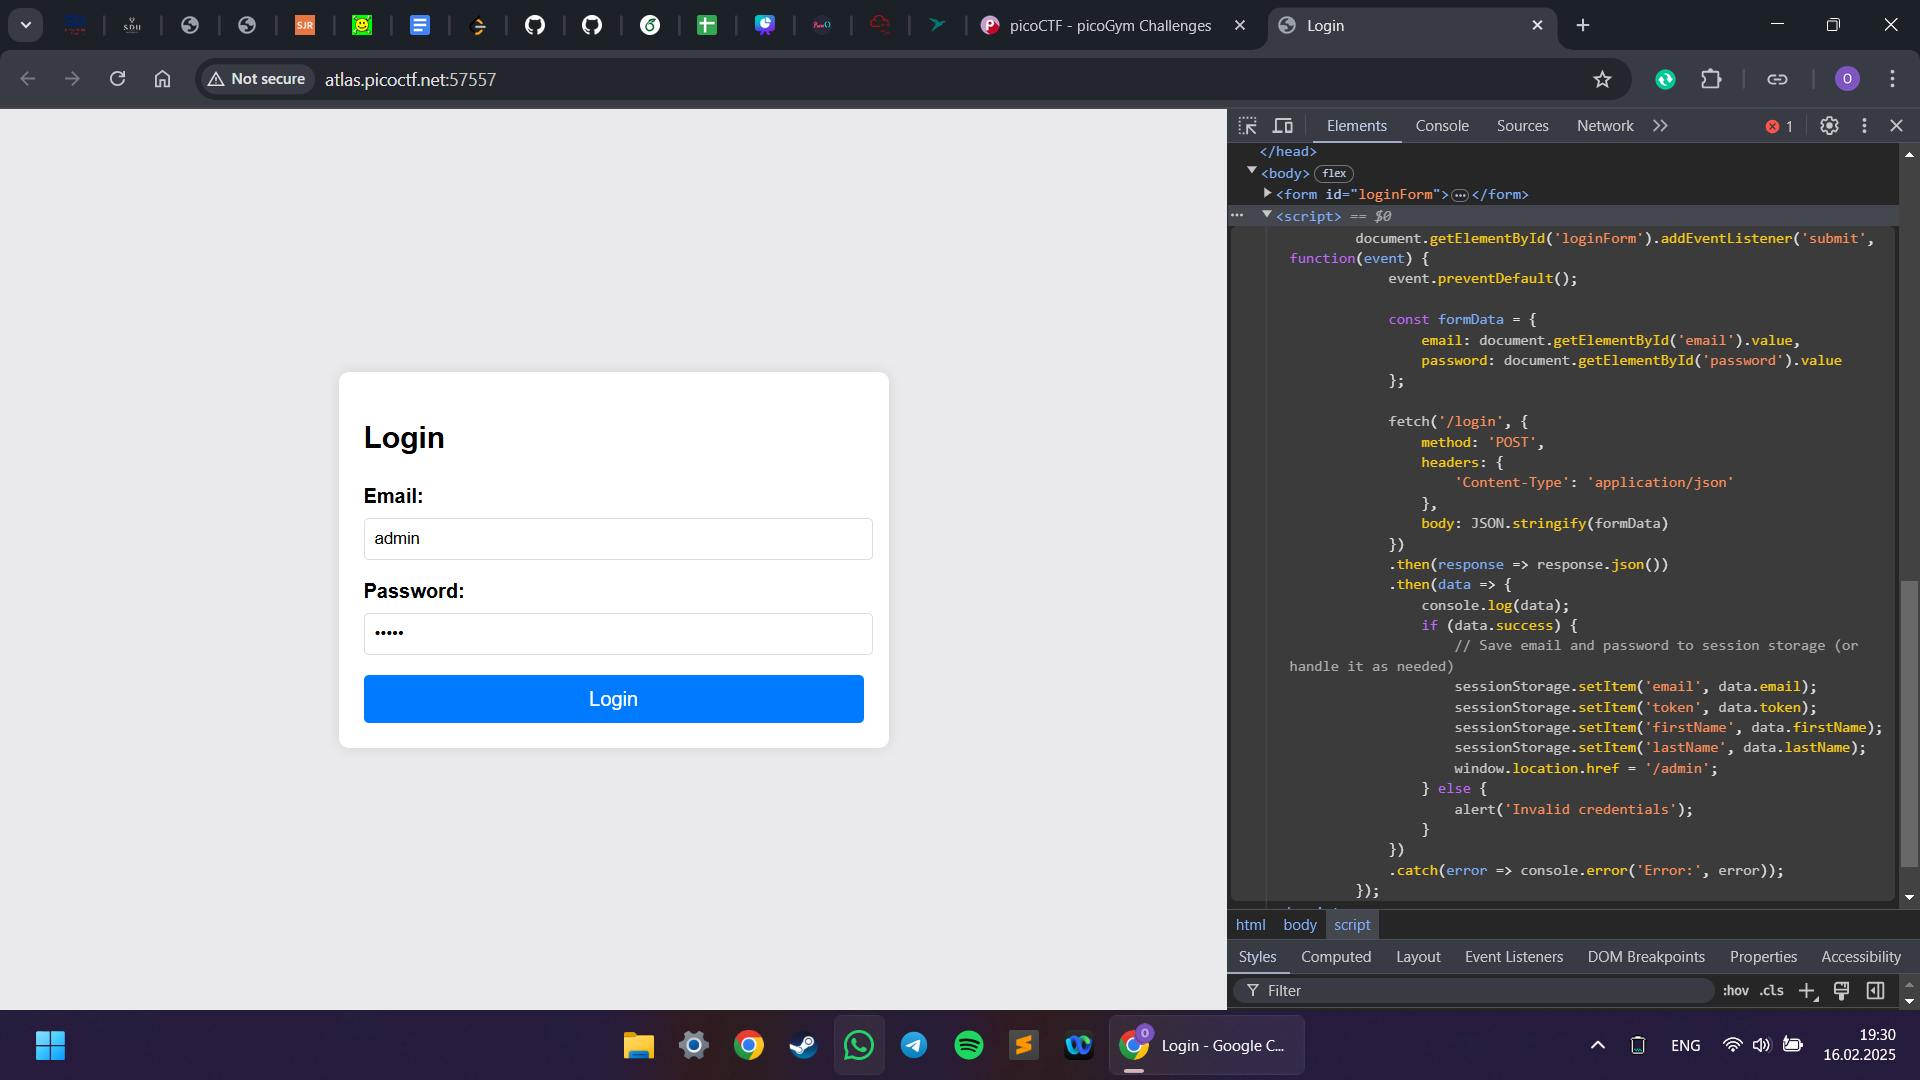 SJR
picoCTF - picoGym Challenges
Login
Not secure
atlas.picoctf.net:57557
O
Login
Email:
admin
Password:
•••••
Login
Elements
Console
Sources
Network
1
</head>
<body> flex
<form id="loginForm"> … </form>
<script> == $0
document.getElementById('loginForm').addEventListener('submit',
function(event) {
event.preventDefault();
const formData = {
email: document.getElementById('email').value,
password: document.getElementById('password').value
};
fetch('/login', {
method: 'POST',
headers: {
'Content-Type': 'application/json'
},
body: JSON.stringify(formData)
})
.then(response => response.json())
.then(data => {
console.log(data);
if (data.success) {
// Save email and password to session storage (or
handle it as needed)
sessionStorage.setItem('email', data.email);
sessionStorage.setItem('token', data.token);
sessionStorage.setItem('firstName', data.firstName);
sessionStorage.setItem('lastName', data.lastName);
window.location.href = '/admin';
} else {
alert('Invalid credentials');
}
})
.catch(error => console.error('Error:', error));
});
html
body
script
Styles
Computed
Layout
Event Listeners
DOM Breakpoints
Properties
Accessibility
Filter
:hov
.cls
Login - Google C...
ENG
19:30
16.02.2025